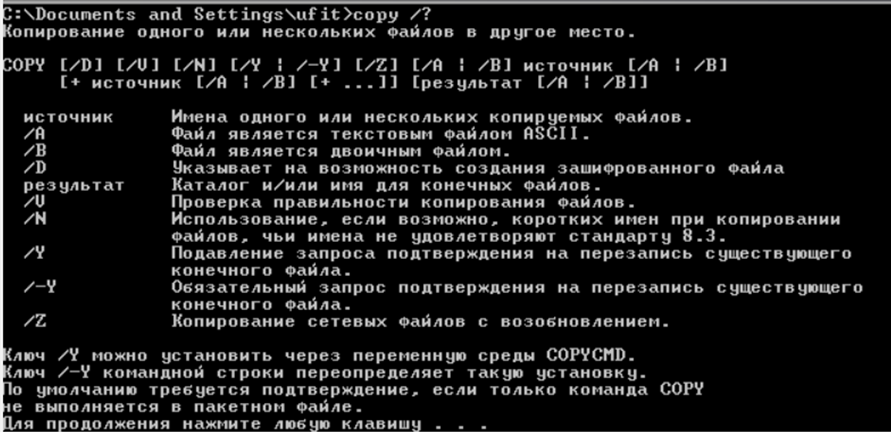 C:\Documents and Settings\ufit>copy /?
Копирование одного или нескольких файлов в другое место.
COPY [/D] [/V] [/N] [/Y ¦ /-Y] [/Z] [/A ¦ /B] источник [/A ¦ /B]
[+ источник [/A ¦ /B] [+ ...]] [результат [/A ¦ /B]]
источник Имена одного или нескольких копируемых файлов.
/A Файл является текстовым файлом ASCII.
/B Файл является двоичным файлом.
/D Указывает на возможность создания зашифрованного файла
результат Каталог и/или имя для конечных файлов.
/V Проверка правильности копирования файлов.
/N Использование, если возможно, коротких имен при копировании
файлов, чьи имена не удовлетворяют стандарту 8.3.
/Y Подавление запроса подтверждения на перезапись существующего
конечного файла.
/-Y Обязательный запрос подтверждения на перезапись существующего
конечного файла.
/Z Копирование сетевых файлов с возобновлением.
Ключ /Y можно установить через переменную среды COPYCMD.
Ключ /-Y командной строки переопределяет такую установку.
По умолчанию требуется подтверждение, если только команда COPY
не выполняется в пакетном файле.
Для продолжения нажмите любую клавишу . . .